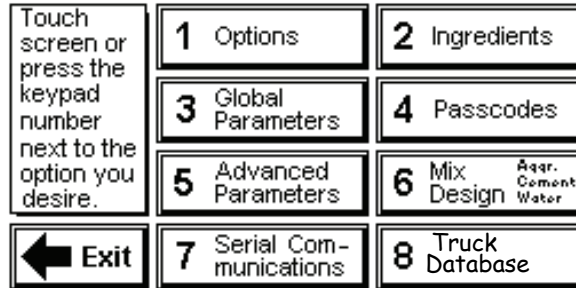 Touch
screen or
press the
keypad
number
next to the
option you
desire.
1 Options
2 Ingredients
3 Global
Parameters
4 Passcodes
5 Advanced
Parameters
6 Mix
Design
Aggr.
Cement
Water
Exit
7 Serial Com-
munications
8 Truck
Database